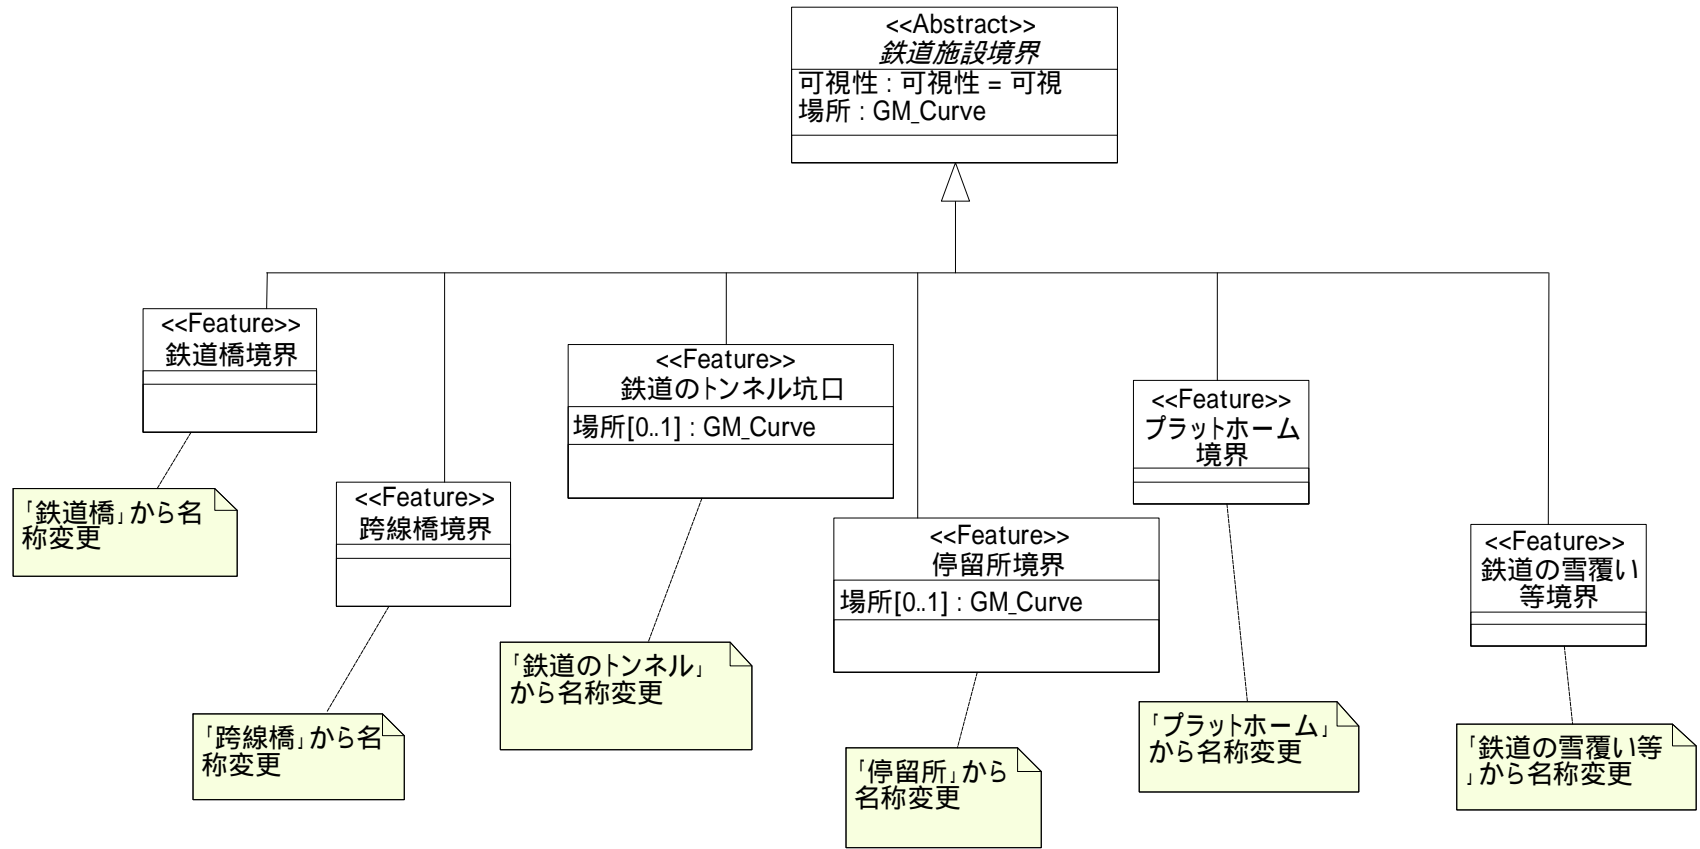 <<Abstract>>
鉄道施設境界
可視性 : 可視性 = 可視
場所 : GM_Curve
<<Feature>>
鉄道橋境界
「鉄道橋」から名
称変更
<<Feature>>
跨線橋境界
「跨線橋」から名
称変更
<<Feature>>
鉄道のトンネル坑口
場所[0..1] : GM_Curve
「鉄道のトンネル」
から名称変更
<<Feature>>
停留所境界
場所[0..1] : GM_Curve
「停留所」から
名称変更
<<Feature>>
プラットホーム
境界
「プラットホーム」
から名称変更
<<Feature>>
鉄道の雪覆い
等境界
「鉄道の雪覆い等
」から名称変更